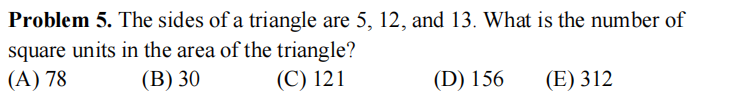 Problem 5. The sides of a triangle are 5, 12, and 13. What is the number of
square units in the area of the triangle?
(A) 78 (B) 30 (C) 121 (D) 156 (E) 312